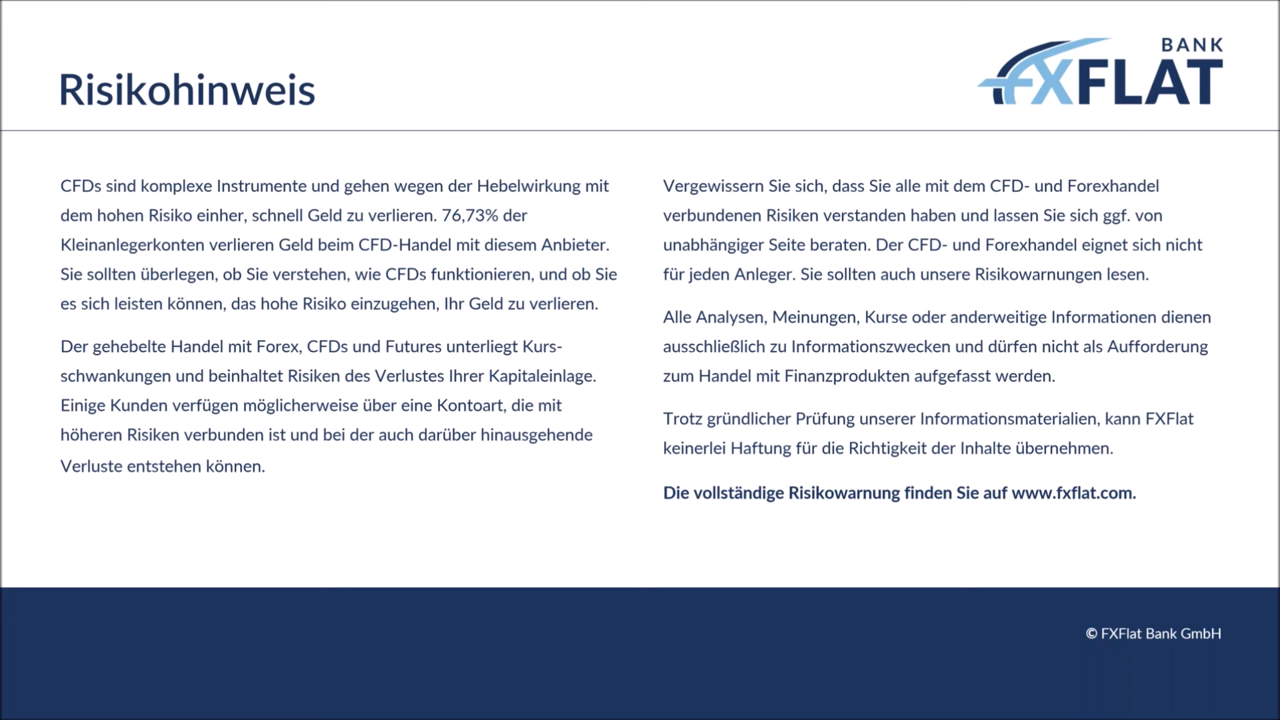 Risikohinweis
BANK
FXFLAT
CFDs sind komplexe Instrumente und gehen wegen der Hebelwirkung mit
dem hohen Risiko einher, schnell Geld zu verlieren. 76,73% der
Kleinanlegerkonten verlieren Geld beim CFD-Handel mit diesem Anbieter.
Sie sollten überlegen, ob Sie verstehen, wie CFDs funktionieren, und ob Sie
es sich leisten können, das hohe Risiko einzugehen, Ihr Geld zu verlieren.
Der gehebelte Handel mit Forex, CFDs und Futures unterliegt Kurs-
schwankungen und beinhaltet Risiken des Verlustes Ihrer Kapitaleinlage.
Einige Kunden verfügen möglicherweise über eine Kontoart, die mit
höheren Risiken verbunden ist und bei der auch darüber hinausgehende
Verluste entstehen können.
Vergewissern Sie sich, dass Sie alle mit dem CFD- und Forexhandel
verbundenen Risiken verstanden haben und lassen Sie sich ggf. von
unabhängiger Seite beraten. Der CFD- und Forexhandel eignet sich nicht
für jeden Anleger. Sie sollten auch unsere Risikowarnungen lesen.
Alle Analysen, Meinungen, Kurse oder anderweitige Informationen dienen
ausschließlich zu Informationszwecken und dürfen nicht als Aufforderung
zum Handel mit Finanzprodukten aufgefasst werden.
Trotz gründlicher Prüfung unserer Informationsmaterialien, kann FXFlat
keinerlei Haftung für die Richtigkeit der Inhalte übernehmen.
Die vollständige Risikowarnung finden Sie auf www.fxflat.com.
© FXFlat Bank GmbH